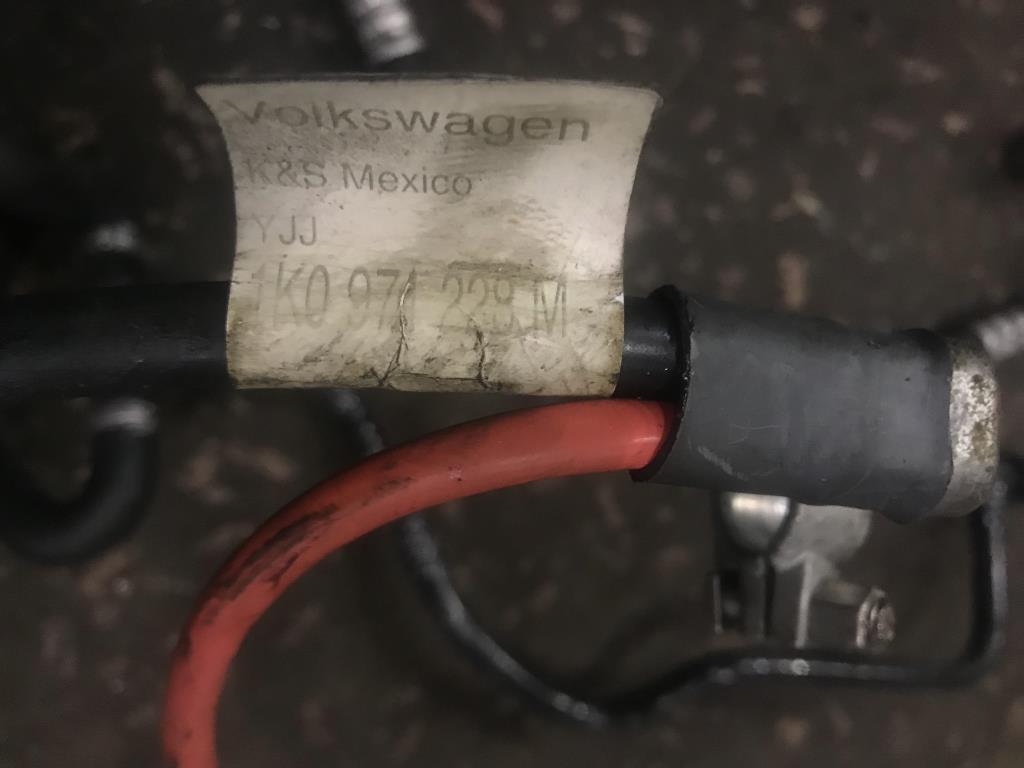 Volkswagen
K&S Mexico
YJJ
1K0 971 228 M